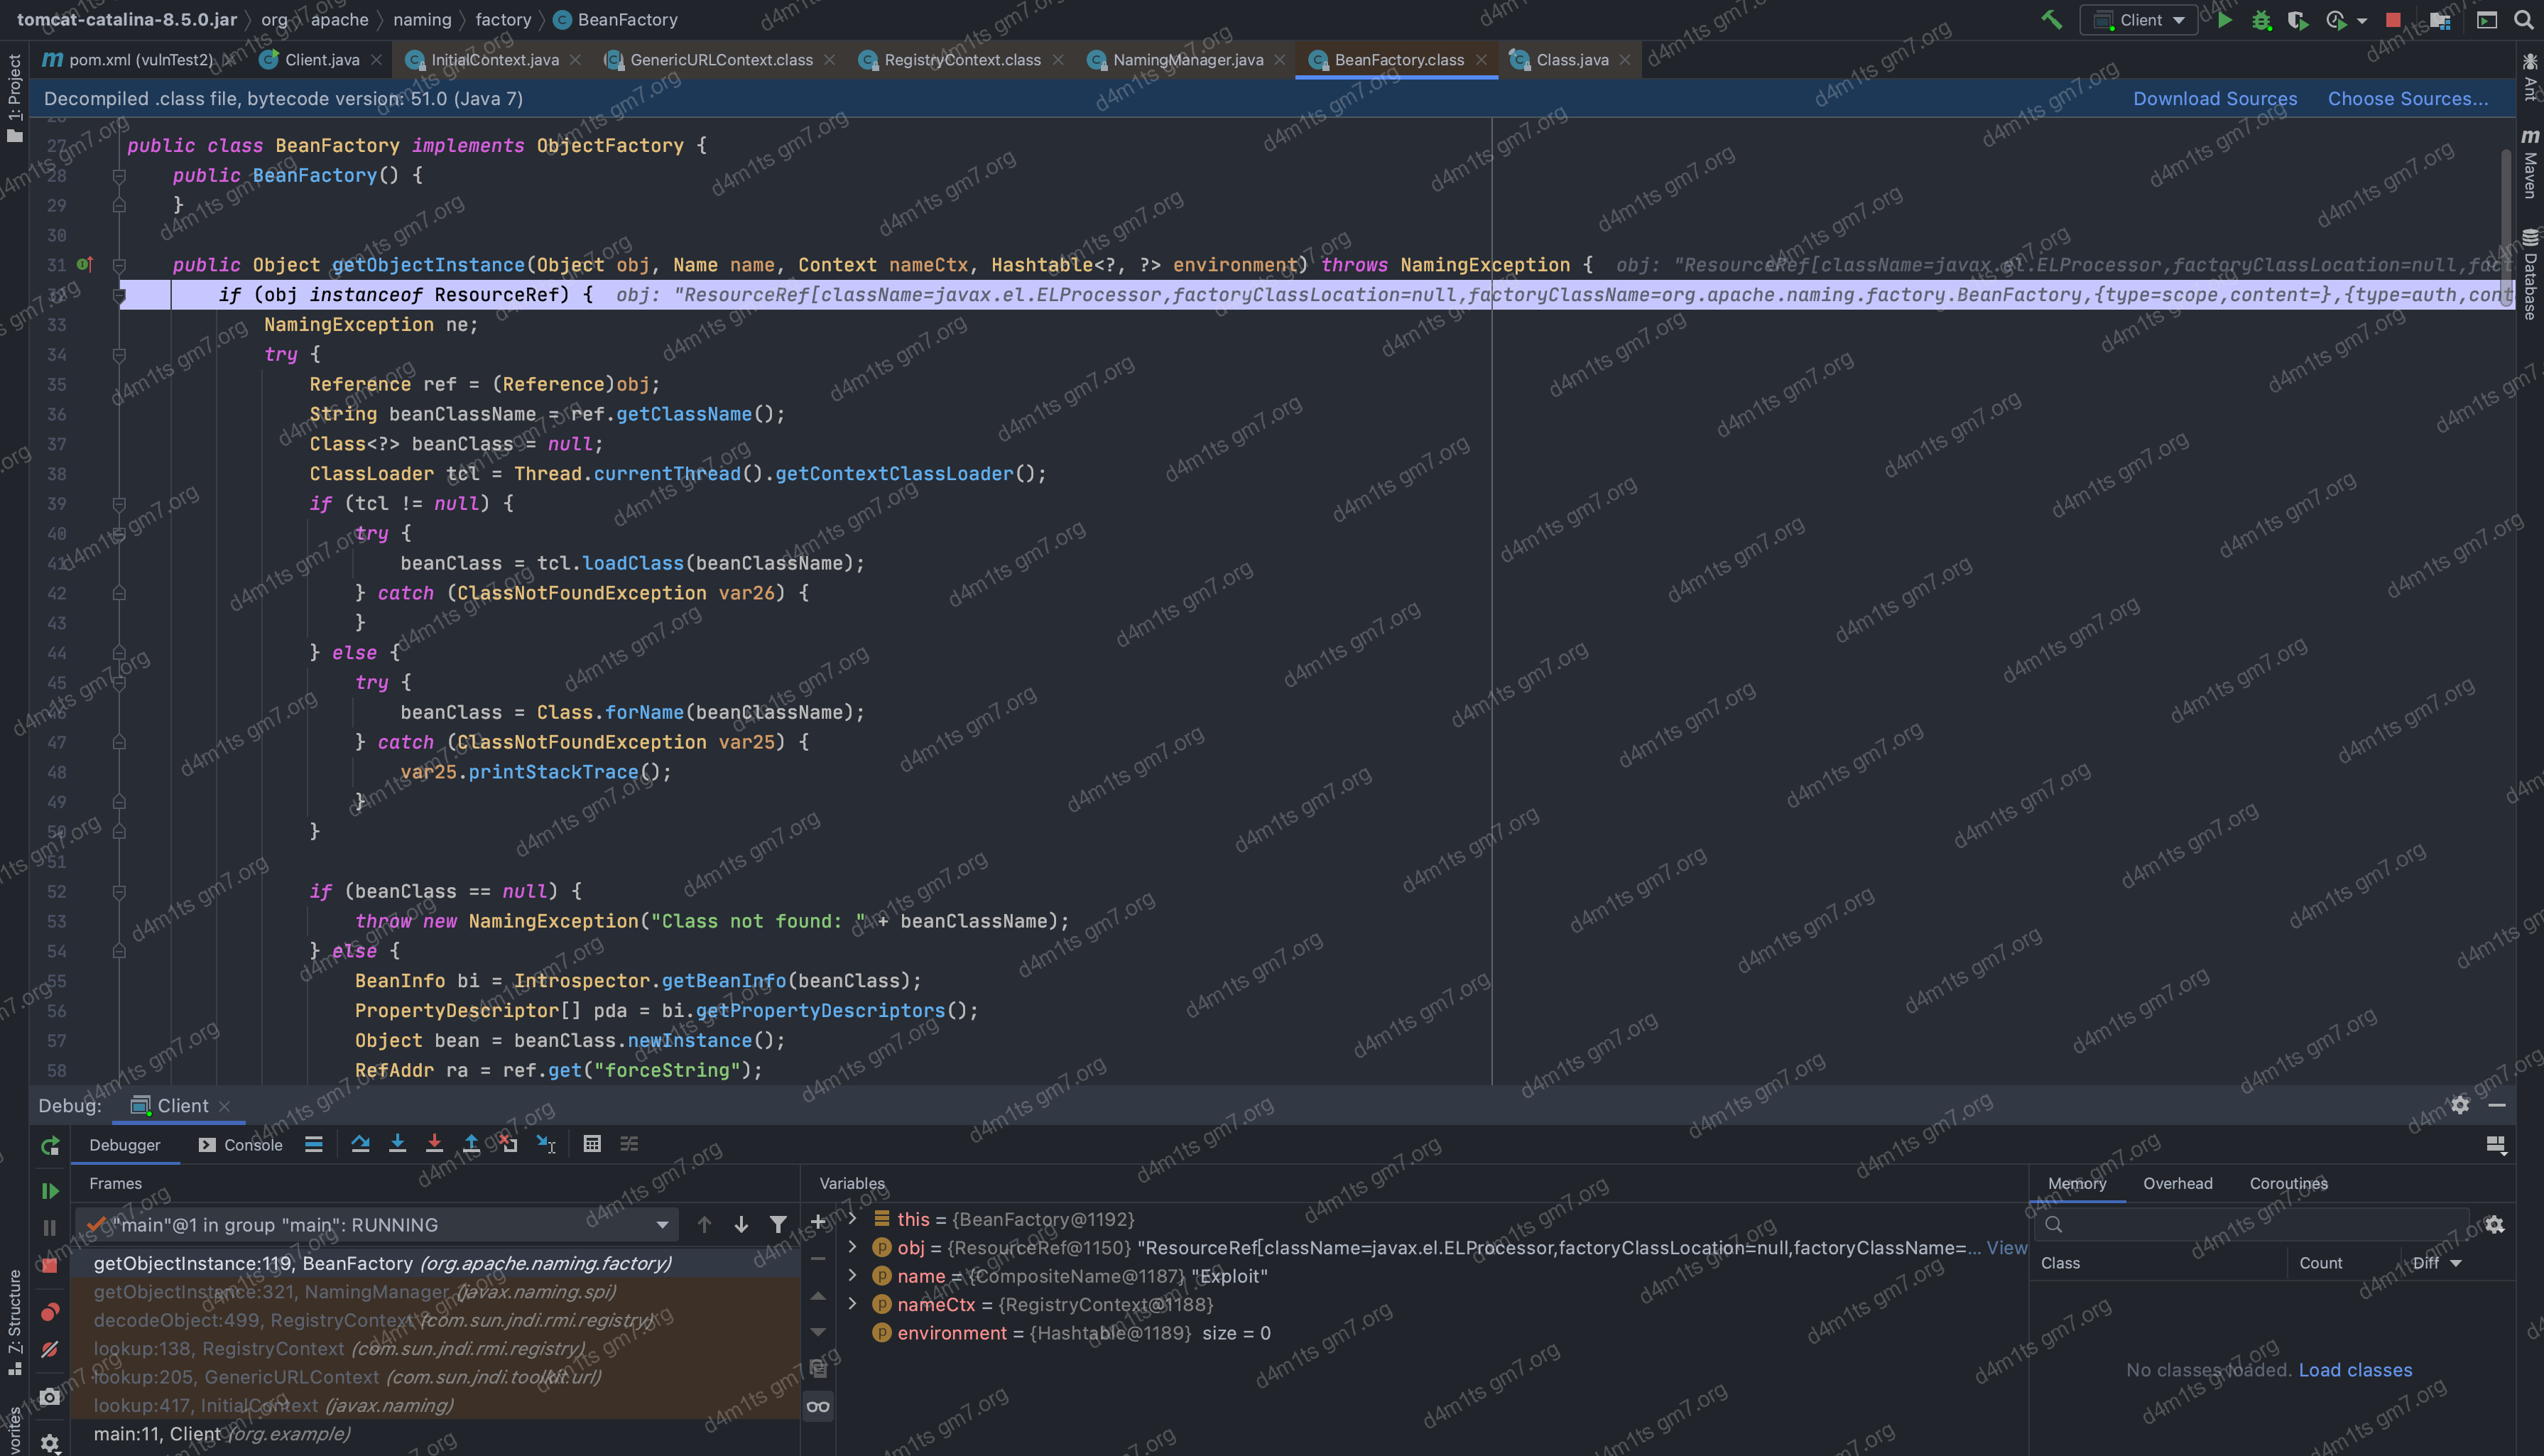 tomcat-catalina-8.5.0.jar › org › apache › naming › factory › BeanFactory
Client
pom.xml (vulnTest2)
Client.java
InitialContext.java
GenericURLContext.class
RegistryContext.class
NamingManager.java
BeanFactory.class
Class.java
Decompiled .class file, bytecode version: 51.0 (Java 7)
Download Sources
Choose Sources...
1: Project
Ant
Maven
Database
27 public class BeanFactory implements ObjectFactory {
28 public BeanFactory() {
29 }
30
31 public Object getObjectInstance(Object obj, Name name, Context nameCtx, Hashtable<?, ?> environment) throws NamingException { obj: "ResourceRef[className=javax.el.ELProcessor,factoryClassLocation=null,fact
if (obj instanceof ResourceRef) { obj: "ResourceRef[className=javax.el.ELProcessor,factoryClassLocation=null,factoryClassName=org.apache.naming.factory.BeanFactory,{type=scope,content=},{type=auth,cont
33 NamingException ne;
34 try {
35 Reference ref = (Reference)obj;
36 String beanClassName = ref.getClassName();
37 Class<?> beanClass = null;
38 ClassLoader tcl = Thread.currentThread().getContextClassLoader();
39 if (tcl != null) {
40 try {
41 beanClass = tcl.loadClass(beanClassName);
42 } catch (ClassNotFoundException var26) {
43 }
44 } else {
45 try {
46 beanClass = Class.forName(beanClassName);
47 } catch (ClassNotFoundException var25) {
48 var25.printStackTrace();
49 }
50 }
51
52 if (beanClass == null) {
53 throw new NamingException("Class not found: " + beanClassName);
54 } else {
55 BeanInfo bi = Introspector.getBeanInfo(beanClass);
56 PropertyDescriptor[] pda = bi.getPropertyDescriptors();
57 Object bean = beanClass.newInstance();
58 RefAddr ra = ref.get("forceString");
Debug: Client
Debugger
Console
Frames
Variables
Memory
Overhead
Coroutines
"main"@1 in group "main": RUNNING
getObjectInstance:119, BeanFactory (org.apache.naming.factory)
getObjectInstance:321, NamingManager (javax.naming.spi)
decodeObject:499, RegistryContext (com.sun.jndi.rmi.registry)
lookup:138, RegistryContext (com.sun.jndi.rmi.registry)
lookup:205, GenericURLContext (com.sun.jndi.toolkit.url)
lookup:417, InitialContext (javax.naming)
main:11, Client (org.example)
this = {BeanFactory@1192}
obj = {ResourceRef@1150} "ResourceRef[className=javax.el.ELProcessor,factoryClassLocation=null,factoryClassName=... View
name = {CompositeName@1187} "Exploit"
nameCtx = {RegistryContext@1188}
environment = {Hashtable@1189} size = 0
Class
Count
Diff
No classes loaded. Load classes
7: Structure
vorites
d4m1ts gm7.org